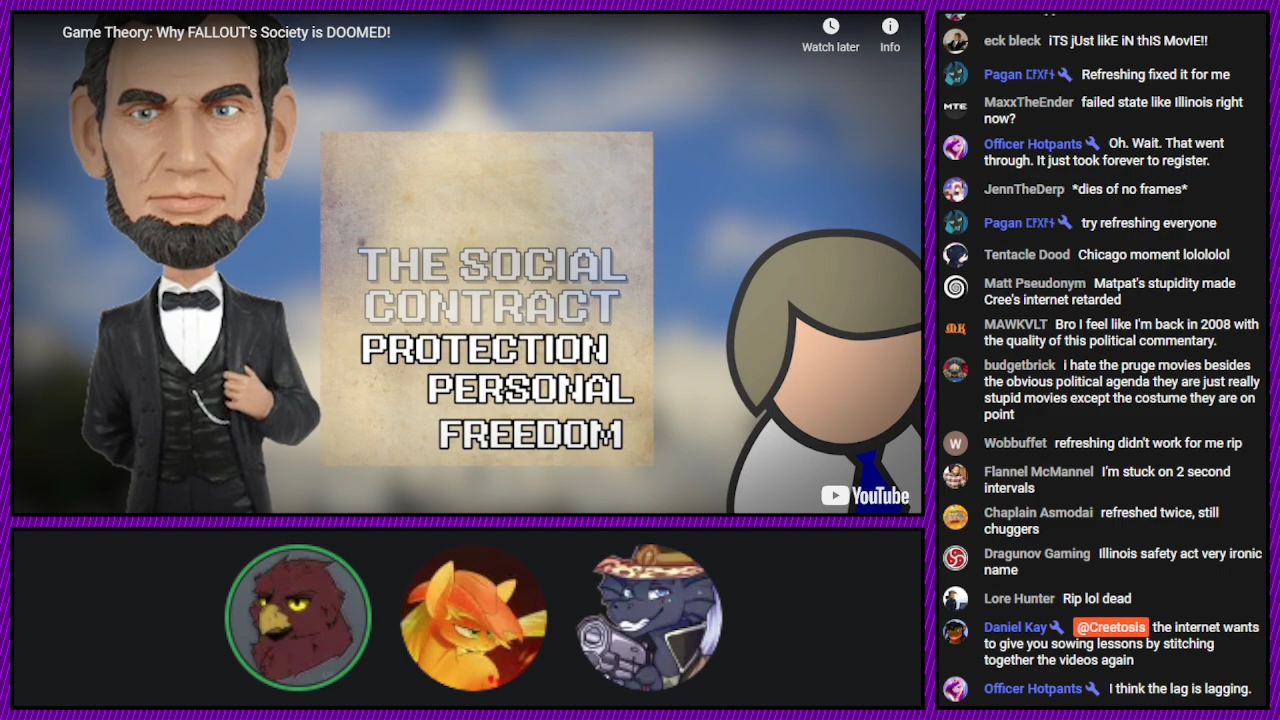 Game Theory: Why FALLOUT's Society is DOOMED!
Watch later
Info
THE SOCIAL
CONTRACT
PROTECTION
PERSONAL
FREEDOM
YouTube
eck bleck iTS jUst likE iN thIS MovIE!!
Pagan Refreshing fixed it for me
MTE
MaxxTheEnder failed state like Illinois right
now?
Officer Hotpants Oh. Wait. That went
through. It just took forever to register.
JennTheDerp *dies of no frames*
Pagan try refreshing everyone
Tentacle Dood Chicago moment lolololol
Matt Pseudonym Matpat's stupidity made
Cree's internet retarded
MK
MAWKVLT Bro I feel like I'm back in 2008 with
the quality of this political commentary.
budgetbrick i hate the pruge movies besides
the obvious political agenda they are just really
stupid movies except the costume they are on
point
W
Wobbuffet refreshing didn't work for me rip
Flannel McMannel I'm stuck on 2 second
intervals
Chaplain Asmodai refreshed twice, still
chuggers
Dragunov Gaming Illinois safety act very ironic
name
Lore Hunter Rip lol dead
Daniel Kay @Creetosis the internet wants
to give you sowing lessons by stitching
together the videos again
Officer Hotpants I think the lag is lagging.